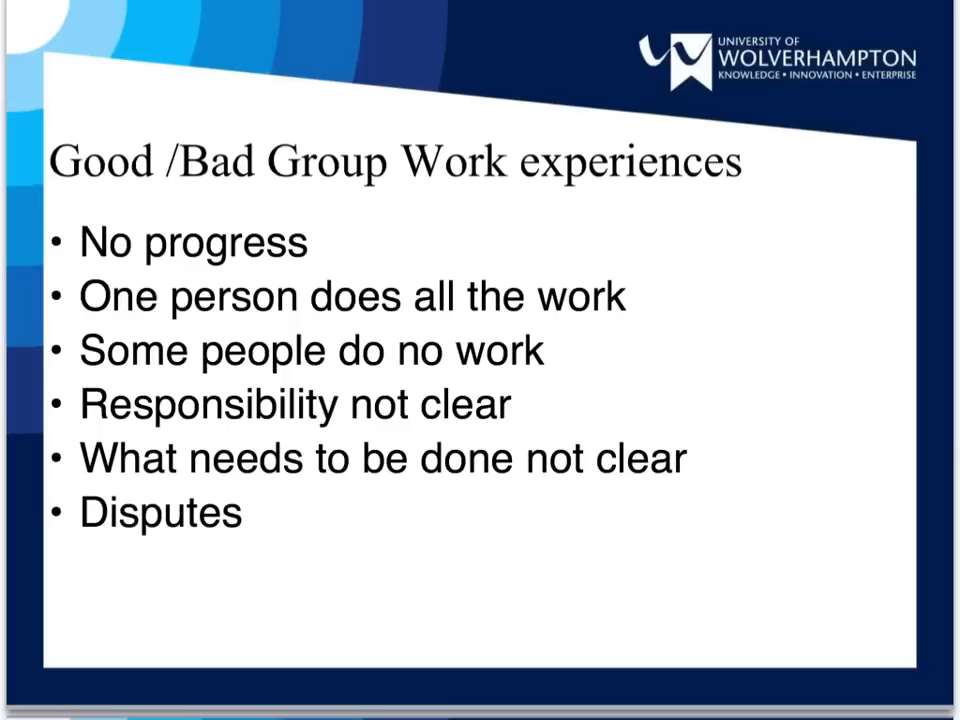 UNIVERSITY OF
WOLVERHAMPTON
KNOWLEDGE • INNOVATION • ENTERPRISE
Good /Bad Group Work experiences
• No progress
• One person does all the work
• Some people do no work
• Responsibility not clear
• What needs to be done not clear
• Disputes